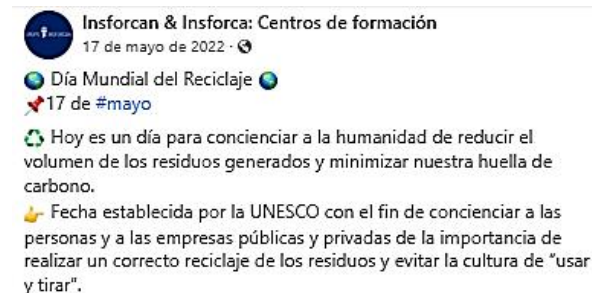 Insforcan & Insforca: Centros de formación
17 de mayo de 2022 ·
🌎 Día Mundial del Reciclaje 🌎
📌17 de #mayo
♻️ Hoy es un día para concienciar a la humanidad de reducir el
volumen de los residuos generados y minimizar nuestra huella de
carbono.
👉 Fecha establecida por la UNESCO con el fin de concienciar a las
personas y a las empresas públicas y privadas de la importancia de
realizar un correcto reciclaje de los residuos y evitar la cultura de “usar
y tirar”.